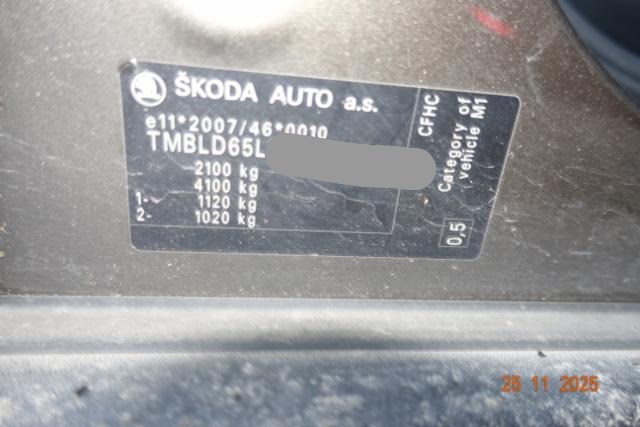 ŠKODA AUTO a.s.
e11*2007/46*0010
TMBLD65L
2100 kg
4100 kg
1- 1120 kg
2- 1020 kg
CFHC
Category of
vehicle M1
0,5
25 11 2025